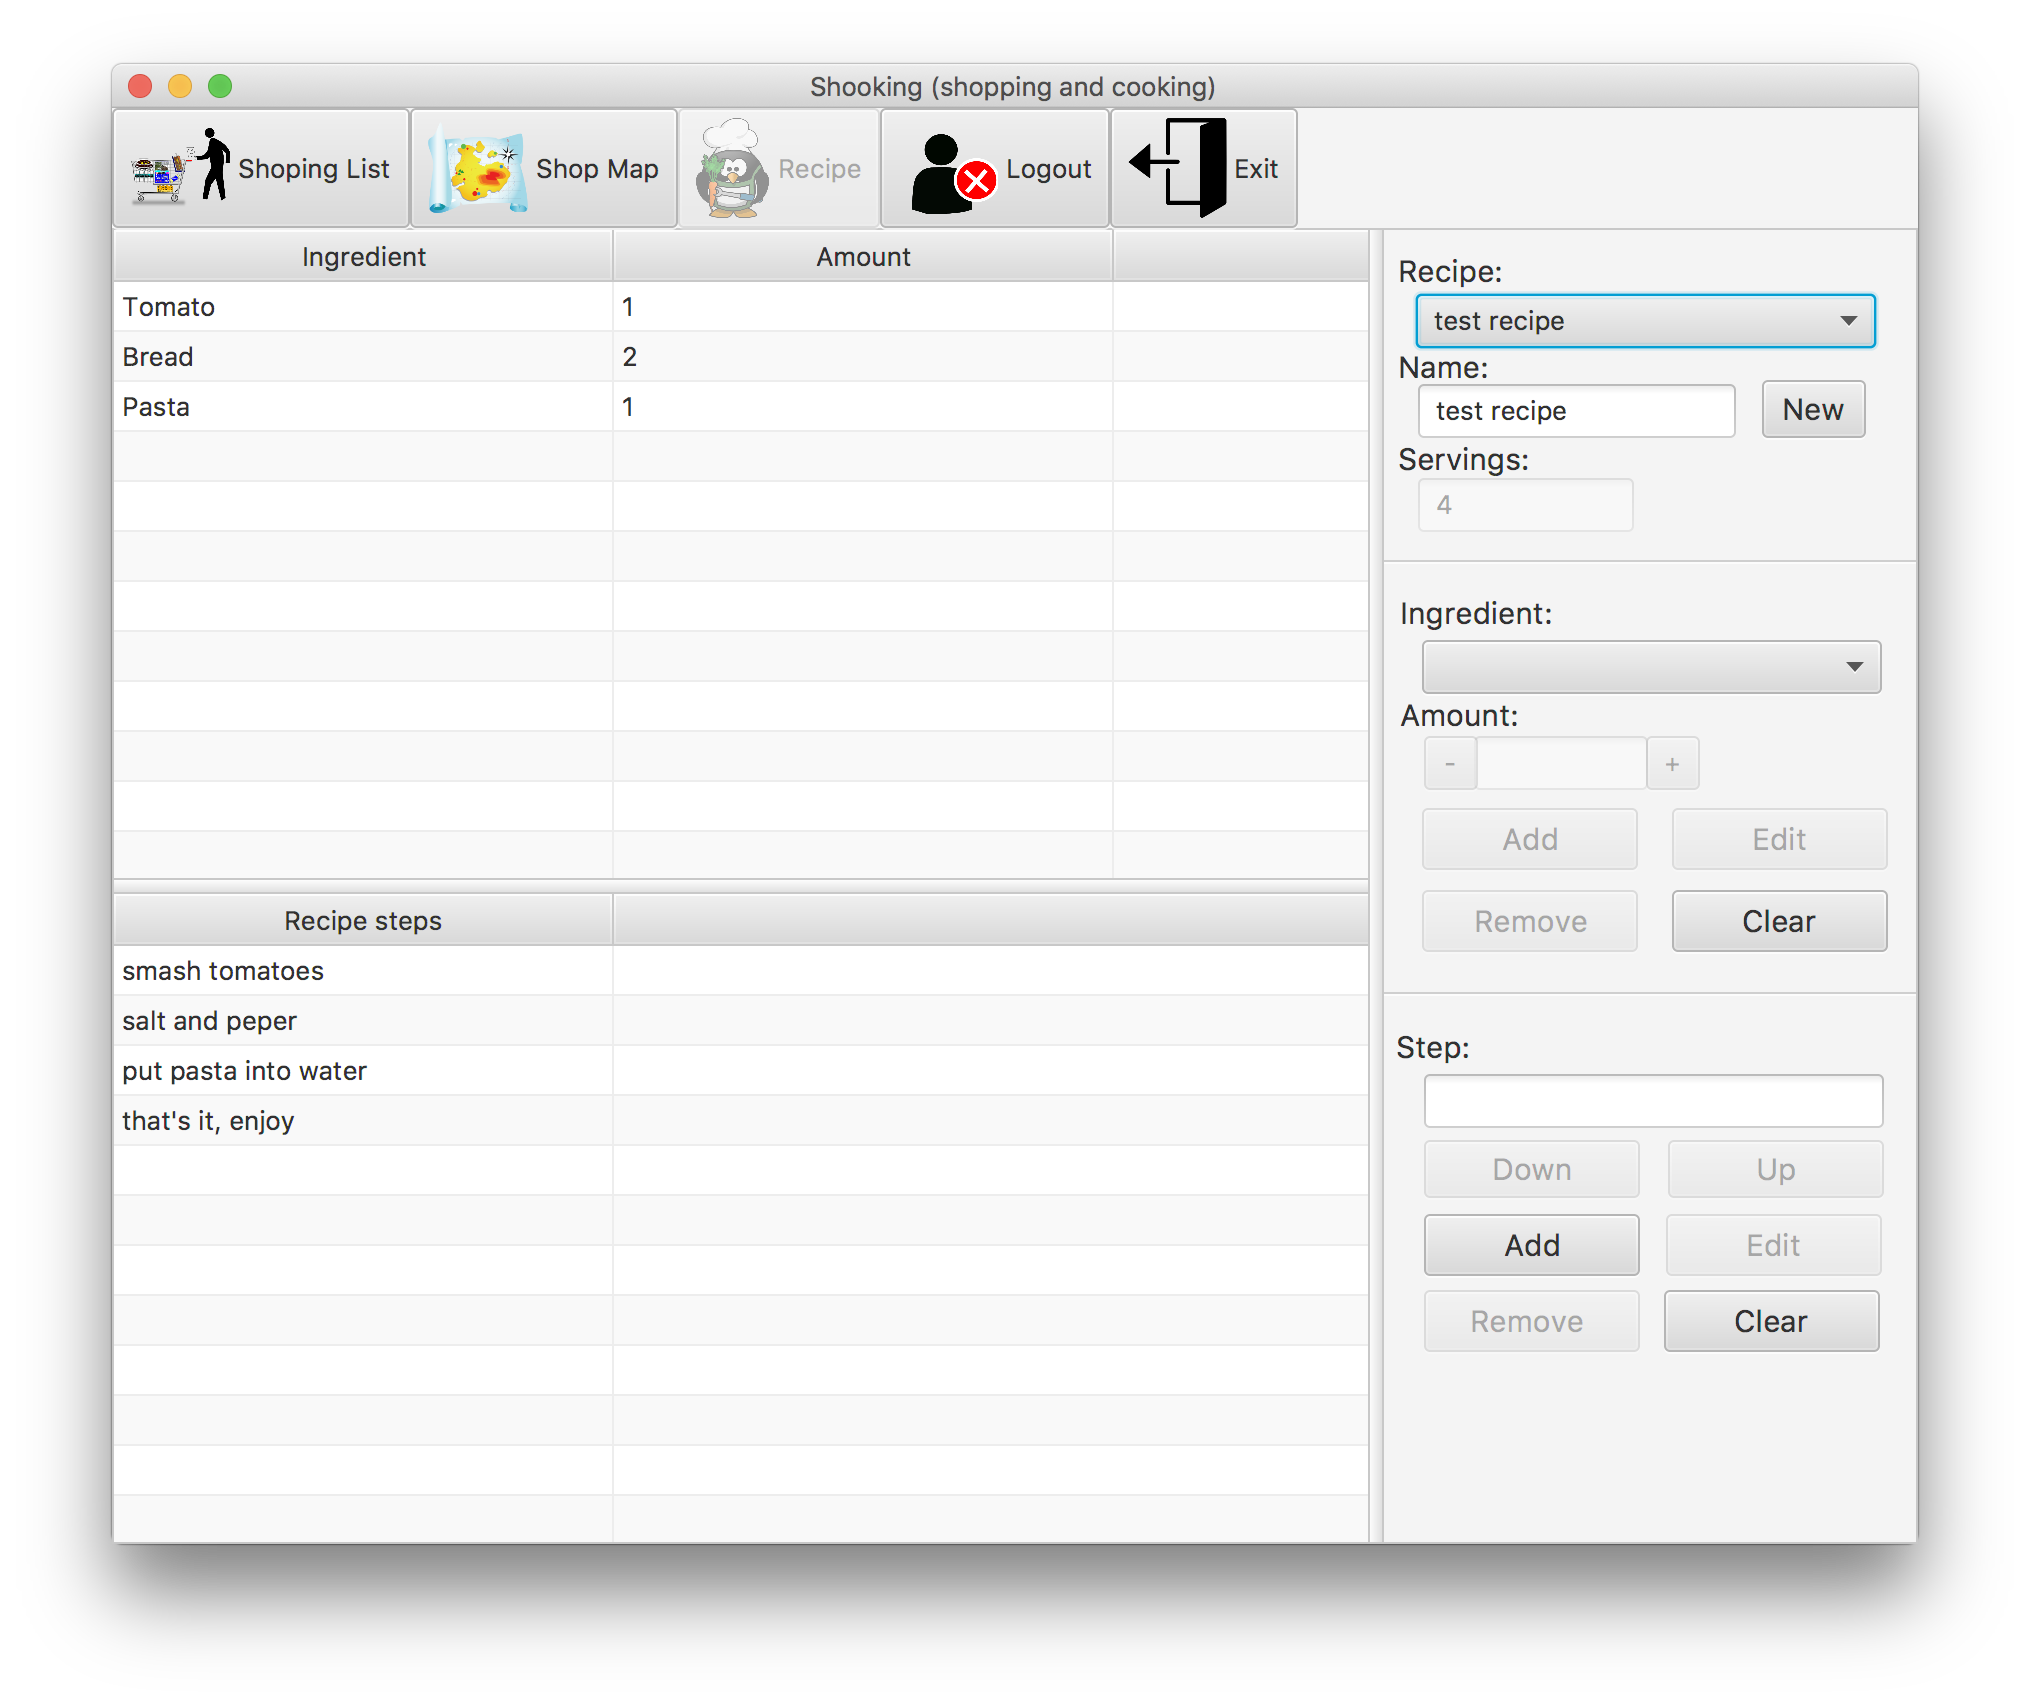 Shooking (shopping and cooking)
Shoping List
Shop Map
Recipe
Logout
Exit
Ingredient Amount
Tomato 1
Bread 2
Pasta 1
Recipe steps
smash tomatoes
salt and peper
put pasta into water
that's it, enjoy
Recipe:
test recipe
Name:
test recipe New
Servings:
4
Ingredient:
Amount:
- +
Add Edit
Remove Clear
Step:
Down Up
Add Edit
Remove Clear